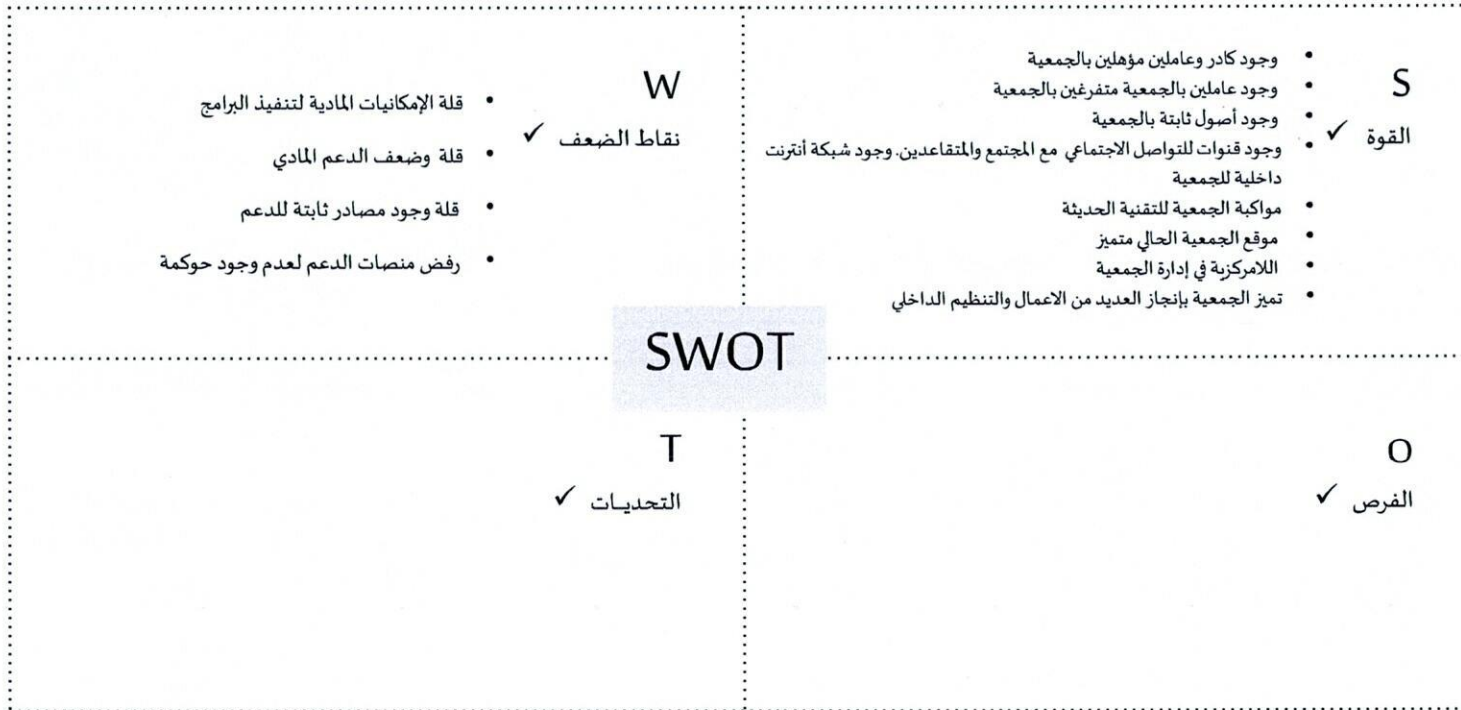 S
القوة ✓
• وجود كادر وعاملين مؤهلين بالجمعية
• وجود عاملين بالجمعية متفرغين بالجمعية
• وجود أصول ثابتة بالجمعية
• وجود قنوات للتواصل الاجتماعي مع المجتمع والمتقاعدين. وجود شبكة أنترنت
داخلية للجمعية
• مواكبة الجمعية للتقنية الحديثة
• موقع الجمعية الحالي متميز
• اللامركزية في إدارة الجمعية
• تميز الجمعية بإنجاز العديد من الاعمال والتنظيم الداخلي
W
نقاط الضعف ✓
• قلة الإمكانيات المادية لتنفيذ البرامج
• قلة وضعف الدعم المادي
• قلة وجود مصادر ثابتة للدعم
• رفض منصات الدعم لعدم وجود حوكمة
SWOT
O
الفرص ✓
T
التحديـات ✓